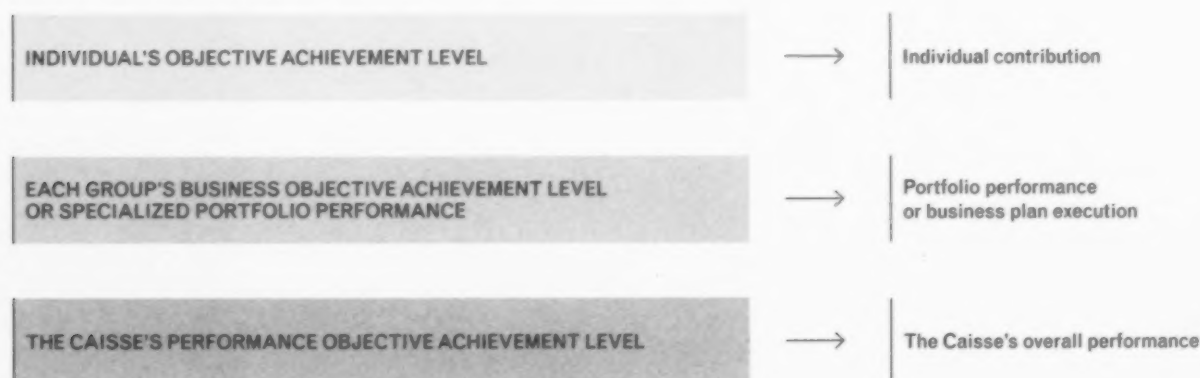 INDIVIDUAL'S OBJECTIVE ACHIEVEMENT LEVEL
Individual contribution
EACH GROUP'S BUSINESS OBJECTIVE ACHIEVEMENT LEVEL
OR SPECIALIZED PORTFOLIO PERFORMANCE
Portfolio performance
or business plan execution
THE CAISSE'S PERFORMANCE OBJECTIVE ACHIEVEMENT LEVEL
The Caisse's overall performance